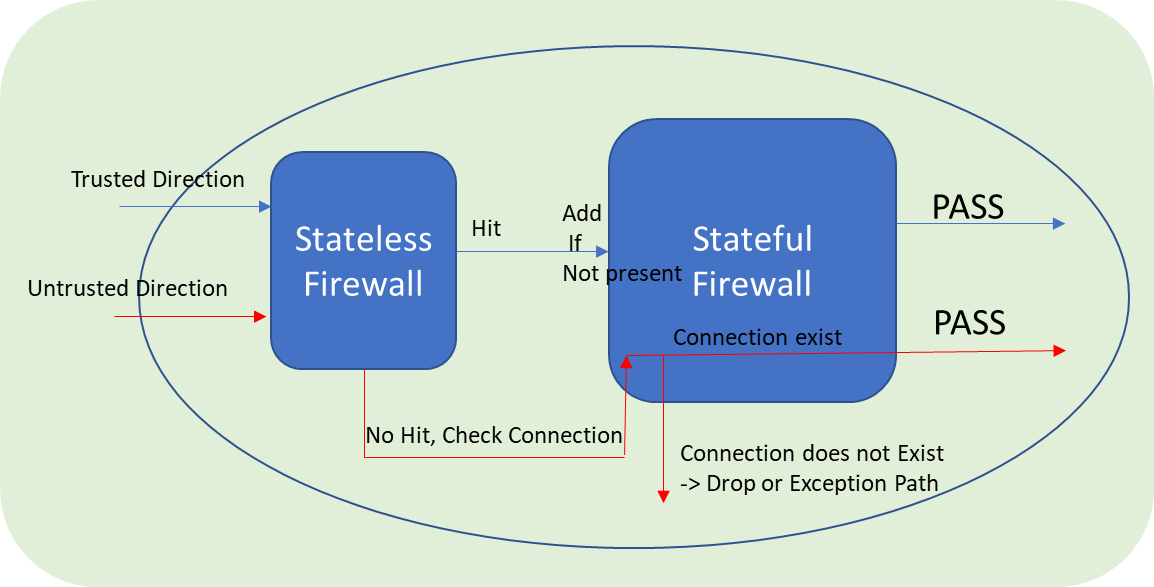 Trusted Direction
Untrusted Direction
Stateless
Firewall
Hit
Add
If
Not present
Stateful
Firewall
PASS
Connection exist
PASS
No Hit, Check Connection
Connection does not Exist
-> Drop or Exception Path